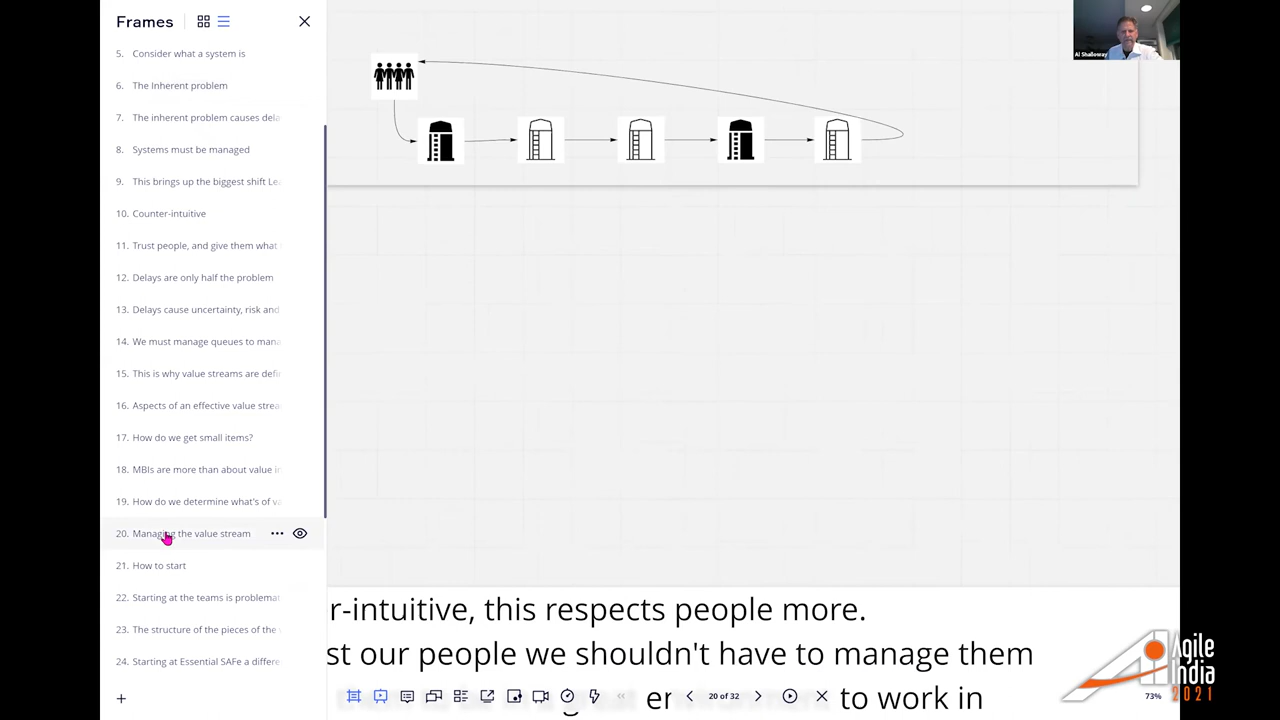 Frames
5. Consider what a system is
6. The Inherent problem
7. The inherent problem causes dela
8. Systems must be managed
9. This brings up the biggest shift Le
10. Counter-intuitive
11. Trust people, and give them what
12. Delays are only half the problem
13. Delays cause uncertainty, risk and
14. We must manage queues to mana
15. This is why value streams are defi
16. Aspects of an effective value strea
17. How do we get small items?
18. MBIs are more than about value i
19. How do we determine what's of va
20. Managing the value stream
21. How to start
22. Starting at the teams is problemat
23. The structure of the pieces of the
24. Starting at Essential SAFe a differe
Al Shalloway
r-intuitive, this respects people more.
st our people we shouldn't have to manage them
to work in
20 of 32
73%
Agile
India
2021